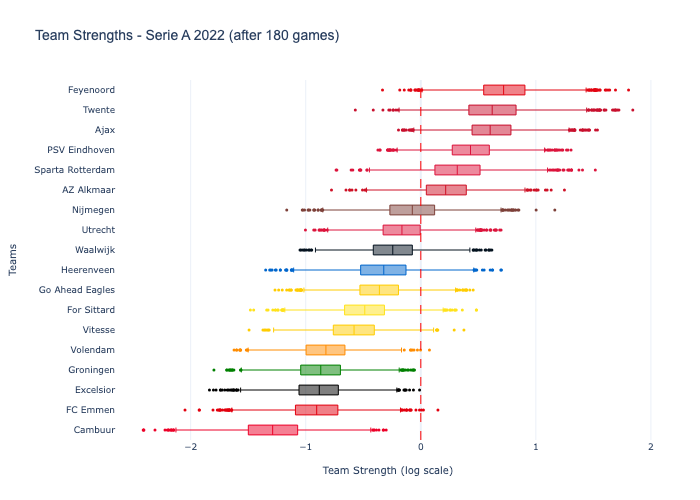 Team Strengths - Serie A 2022 (after 180 games)
Feyenoord
Twente
Ajax
PSV Eindhoven
Sparta Rotterdam
AZ Alkmaar
Nijmegen
Utrecht
Waalwijk
Heerenveen
Go Ahead Eagles
For Sittard
Vitesse
Volendam
Groningen
Excelsior
FC Emmen
Cambuur
Teams
−2 −1 0 1 2
Team Strength (log scale)